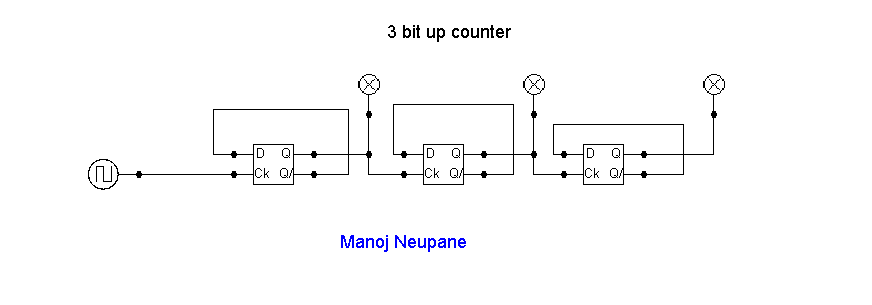 3 bit up counter
D Q D Q D Q
Ck Q/ Ck Q/ Ck Q/
Manoj Neupane